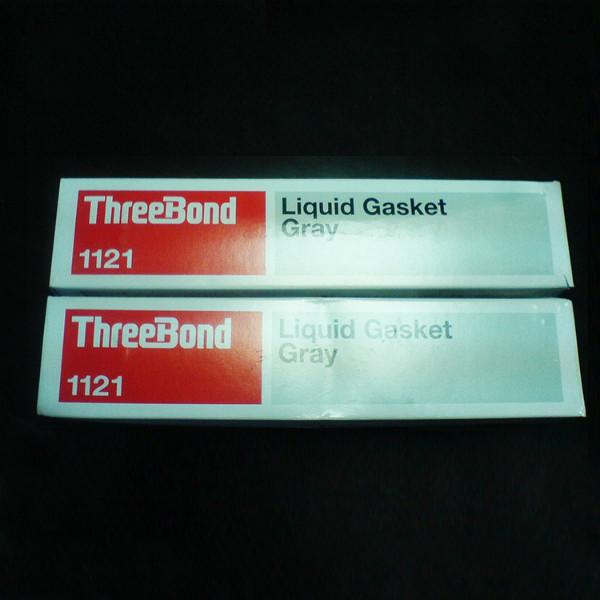 ThreeBond
1121
Liquid Gasket
Gray
ThreeBond
1121
Liquid Gasket
Gray